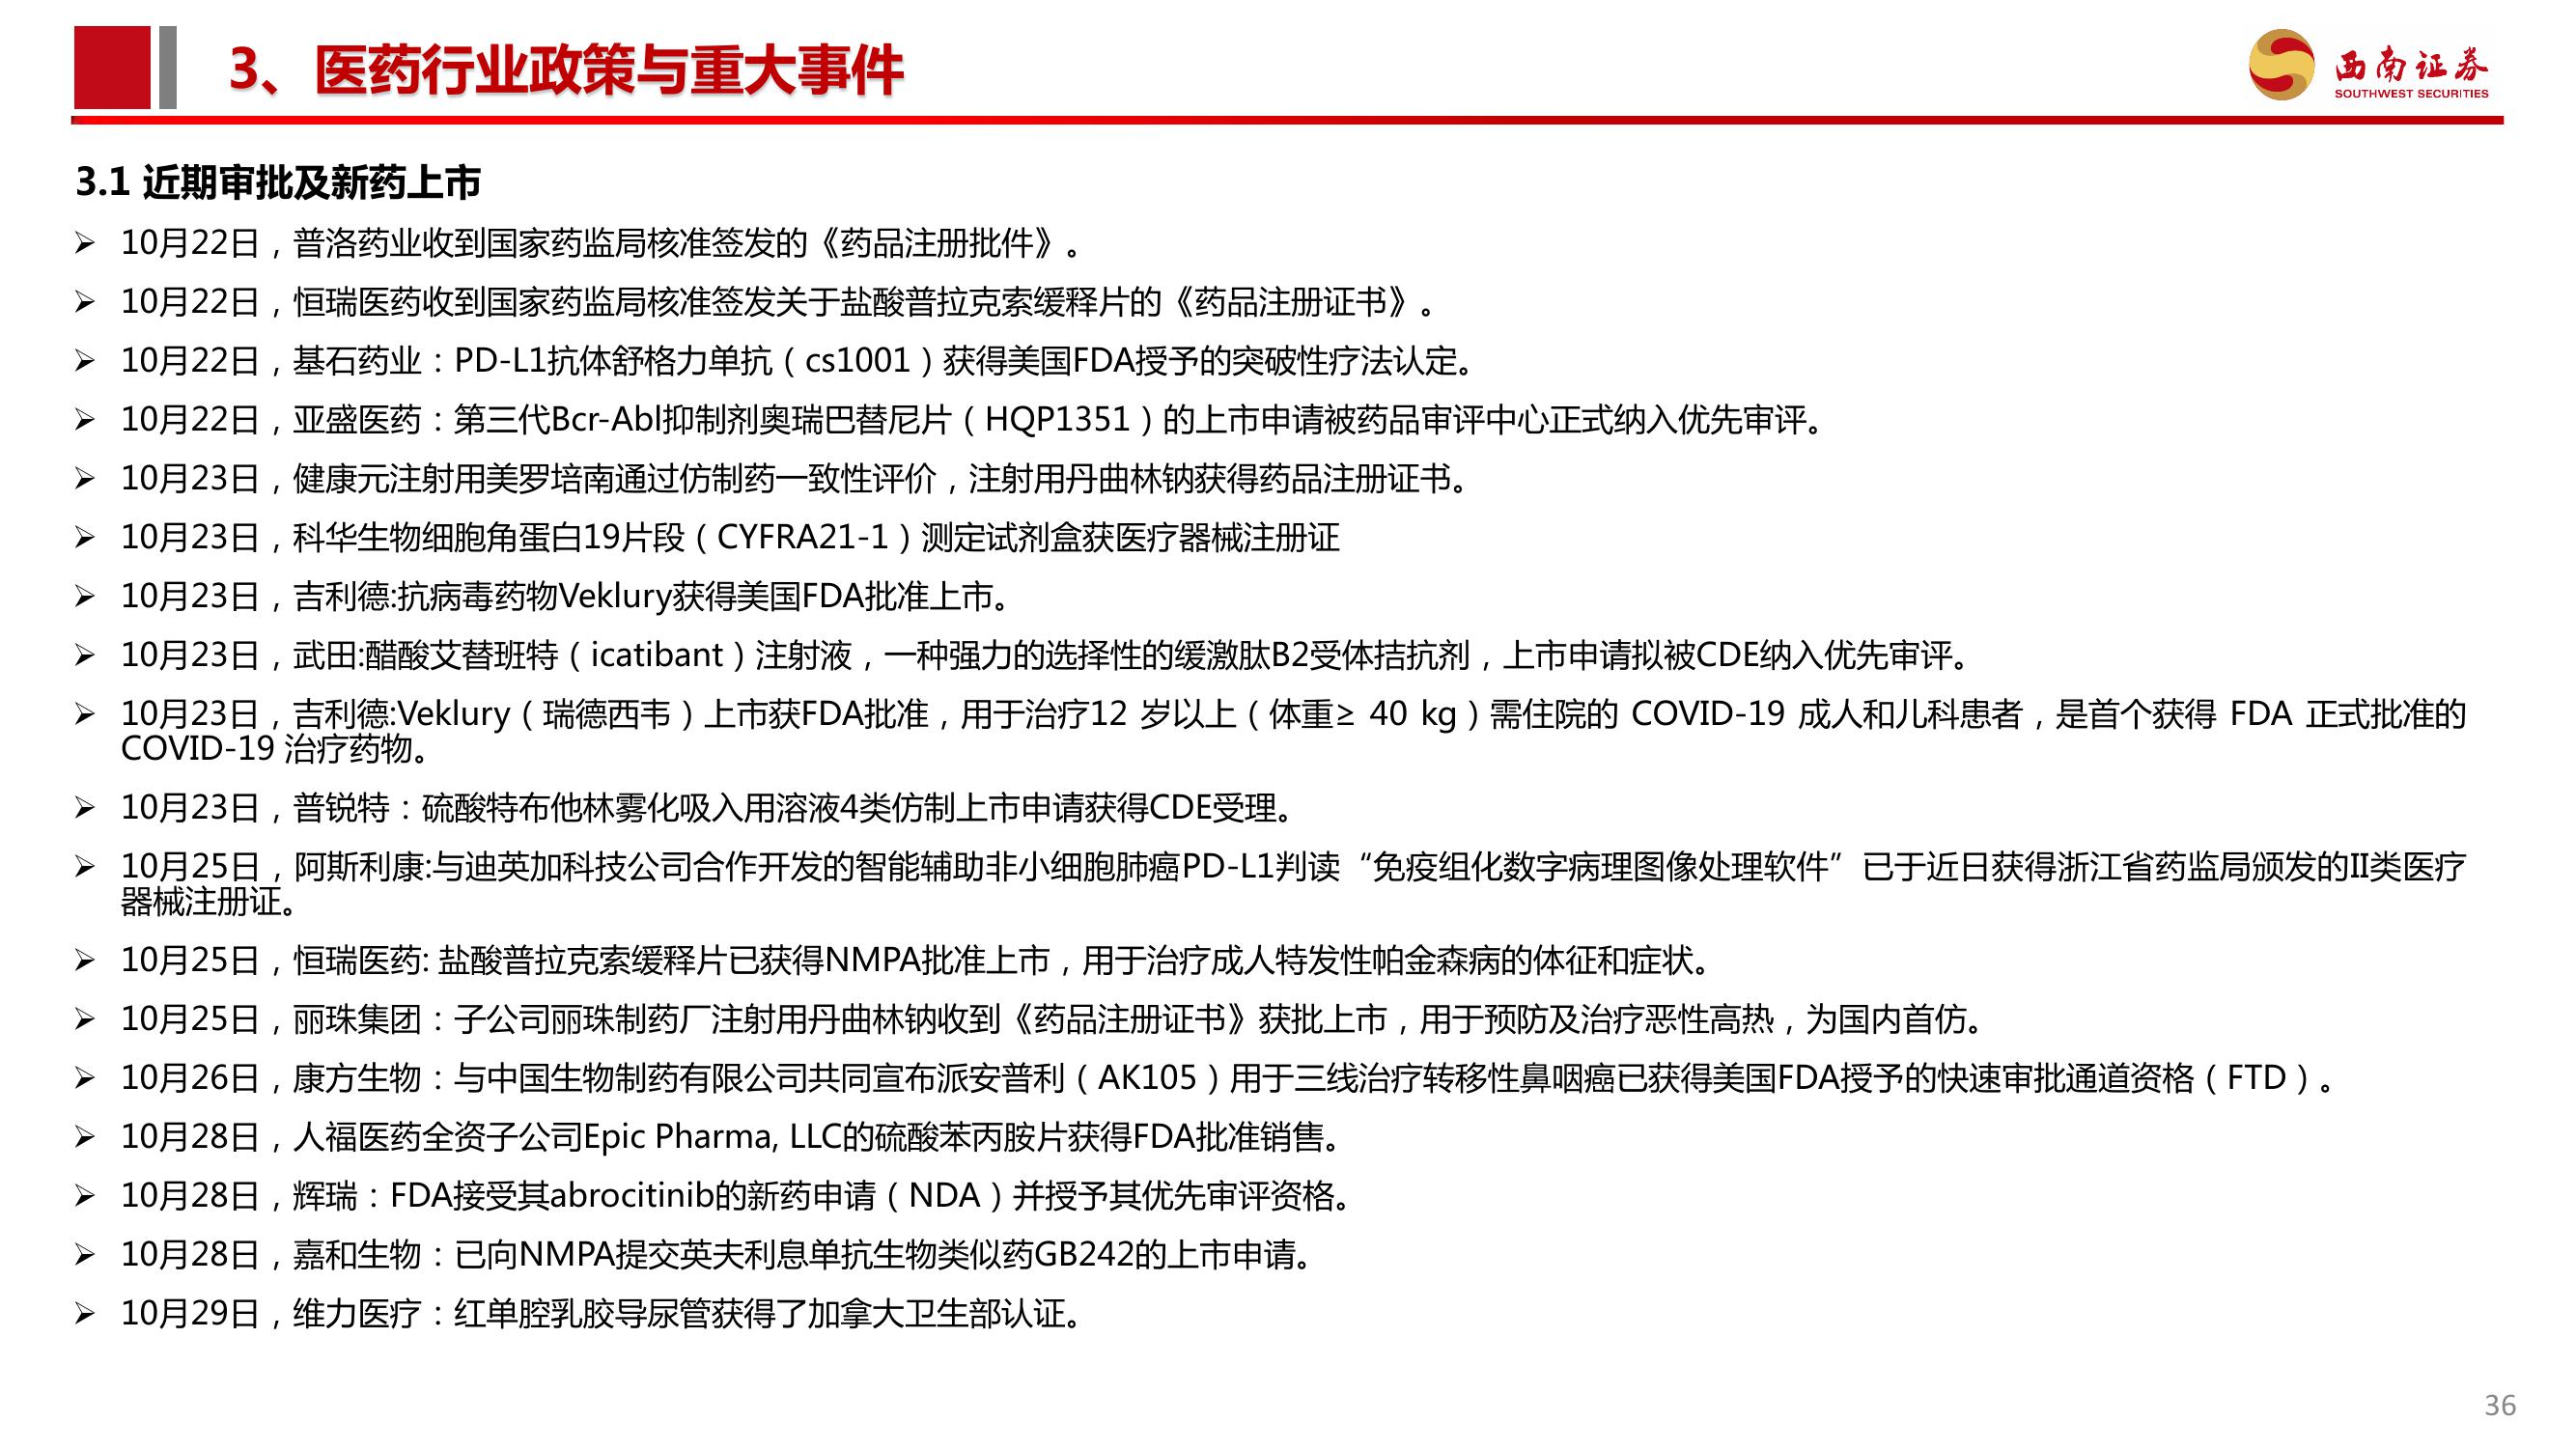 3、医药行业政策与重大事件
西南证券
SOUTHWEST SECURITIES
3.1 近期审批及新药上市
➢ 10月22日，普洛药业收到国家药监局核准签发的《药品注册批件》。
➢ 10月22日，恒瑞医药收到国家药监局核准签发关于盐酸普拉克索缓释片的《药品注册证书》。
➢ 10月22日，基石药业：PD-L1抗体舒格力单抗（cs1001）获得美国FDA授予的突破性疗法认定。
➢ 10月22日，亚盛医药：第三代Bcr-Abl抑制剂奥瑞巴替尼片（HQP1351）的上市申请被药品审评中心正式纳入优先审评。
➢ 10月23日，健康元注射用美罗培南通过仿制药一致性评价，注射用丹曲林钠获得药品注册证书。
➢ 10月23日，科华生物细胞角蛋白19片段（CYFRA21-1）测定试剂盒获医疗器械注册证
➢ 10月23日，吉利德:抗病毒药物Veklury获得美国FDA批准上市。
➢ 10月23日，武田:醋酸艾替班特（icatibant）注射液，一种强力的选择性的缓激肽B2受体拮抗剂，上市申请拟被CDE纳入优先审评。
➢ 10月23日，吉利德:Veklury（瑞德西韦）上市获FDA批准，用于治疗12 岁以上（体重≥ 40 kg）需住院的 COVID-19 成人和儿科患者，是首个获得 FDA 正式批准的
COVID-19 治疗药物。
➢ 10月23日，普锐特：硫酸特布他林雾化吸入用溶液4类仿制上市申请获得CDE受理。
➢ 10月25日，阿斯利康:与迪英加科技公司合作开发的智能辅助非小细胞肺癌PD-L1判读“免疫组化数字病理图像处理软件”已于近日获得浙江省药监局颁发的II类医疗
器械注册证。
➢ 10月25日，恒瑞医药: 盐酸普拉克索缓释片已获得NMPA批准上市，用于治疗成人特发性帕金森病的体征和症状。
➢ 10月25日，丽珠集团：子公司丽珠制药厂注射用丹曲林钠收到《药品注册证书》获批上市，用于预防及治疗恶性高热，为国内首仿。
➢ 10月26日，康方生物：与中国生物制药有限公司共同宣布派安普利（AK105）用于三线治疗转移性鼻咽癌已获得美国FDA授予的快速审批通道资格（FTD）。
➢ 10月28日，人福医药全资子公司Epic Pharma, LLC的硫酸苯丙胺片获得FDA批准销售。
➢ 10月28日，辉瑞：FDA接受其abrocitinib的新药申请（NDA）并授予其优先审评资格。
➢ 10月28日，嘉和生物：已向NMPA提交英夫利息单抗生物类似药GB242的上市申请。
➢ 10月29日，维力医疗：红单腔乳胶导尿管获得了加拿大卫生部认证。
36